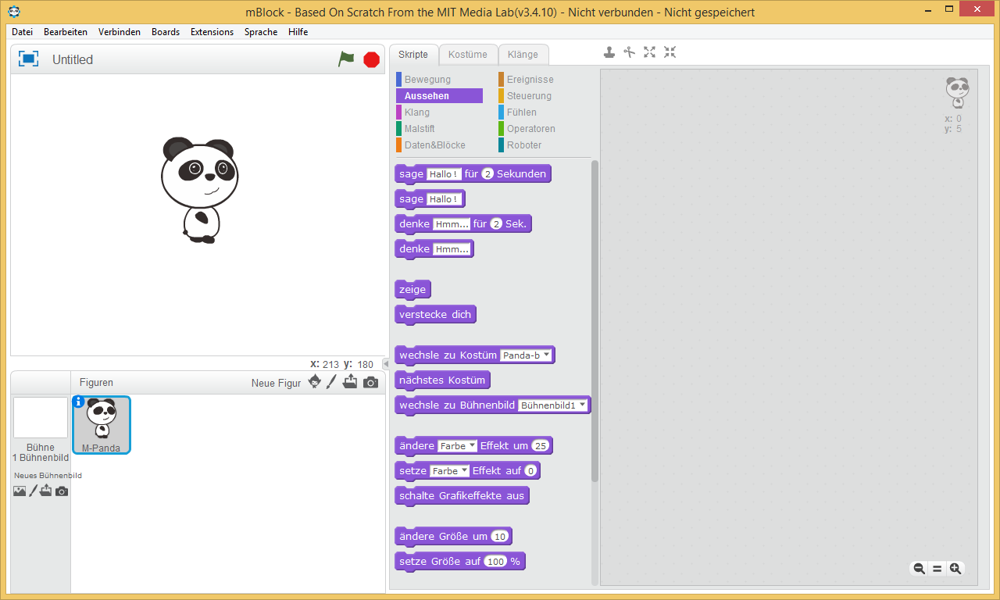 mBlock - Based On Scratch From the MIT Media Lab(v3.4.10) - Nicht verbunden - Nicht gespeichert
Datei Bearbeiten Verbinden Boards Extensions Sprache Hilfe
Untitled
Skripte Kostüme Klänge
Bewegung Ereignisse
Aussehen Steuerung
Klang Fühlen
Malstift Operatoren
Daten&Blöcke Roboter
x: 0
y: 5
sage Hallo! für 2 Sekunden
sage Hallo!
denke Hmm... für 2 Sek.
denke Hmm...
zeige
verstecke dich
wechsle zu Kostüm Panda-b
nächstes Kostüm
wechsle zu Bühnenbild Bühnenbild1
ändere Farbe Effekt um 25
setze Farbe Effekt auf 0
schalte Grafikeffekte aus
ändere Größe um 10
setze Größe auf 100 %
x: 213 y: 180
Figuren Neue Figur
Bühne
1 Bühnenbild
Neues Bühnenbild
M-Panda